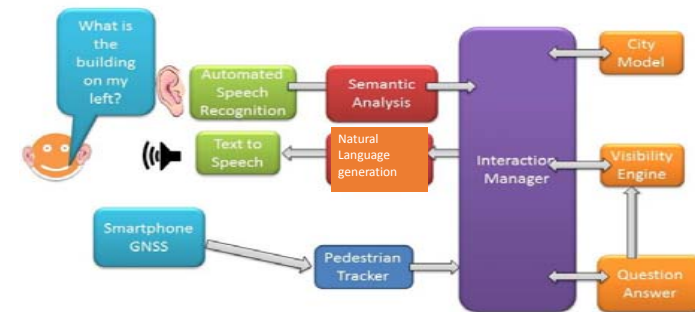 What is
the
building
on my
left?
Automated
Speech
Recognition
Semantic
Analysis
City
Model
Text to
Speech
Natural
Language
generation
Interaction
Manager
Visibility
Engine
Smartphone
GNSS
Pedestrian
Tracker
Question
Answer